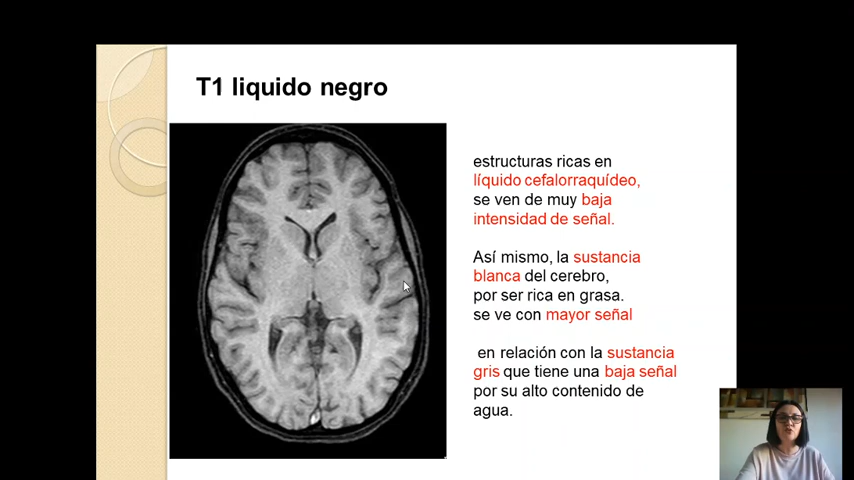 T1 liquido negro
estructuras ricas en
líquido cefalorraquídeo,
se ven de muy baja
intensidad de señal.
Así mismo, la sustancia
blanca del cerebro,
por ser rica en grasa.
se ve con mayor señal
en relación con la sustancia
gris que tiene una baja señal
por su alto contenido de
agua.